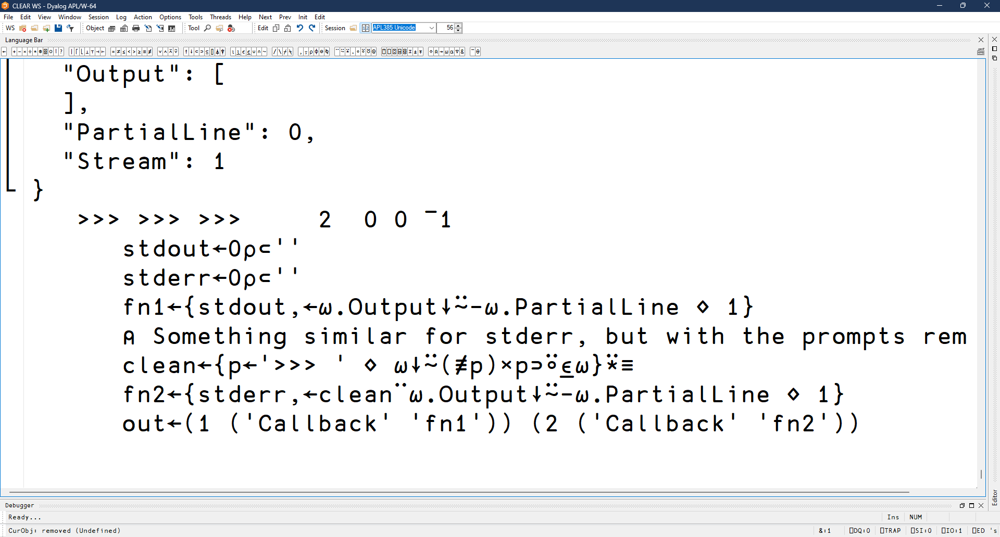 CLEAR WS - Dyalog APL/W-64
File Edit View Window Session Log Action Options Tools Threads Help Next Prev Init Edit
WS Object Tool Edit Session APL385 Unicode 56
Language Bar
"Output": [
],
"PartialLine": 0,
"Stream": 1
}
>>> >>> >>> 2 0 0 ¯1
stdout←0⍴⊂''
stderr←0⍴⊂''
fn1←{stdout,←⍵.Output↓⍨-⍵.PartialLine ⋄ 1}
⍝ Something similar for stderr, but with the prompts rem
clean←{p←'>>> ' ⋄ ⍵↓⍨(≢p)×p⊃⍥⍷⍵}⍣≡
fn2←{stderr,←clean¨⍵.Output↓⍨-⍵.PartialLine ⋄ 1}
out←(1 ('Callback' 'fn1')) (2 ('Callback' 'fn2'))
Editor
Debugger
Ready...
Ins NUM
CurObj: removed (Undefined)
&:1 ⎕DQ:0 ⎕TRAP ⎕SI:0 ⎕IO:1 ⎕ED 's